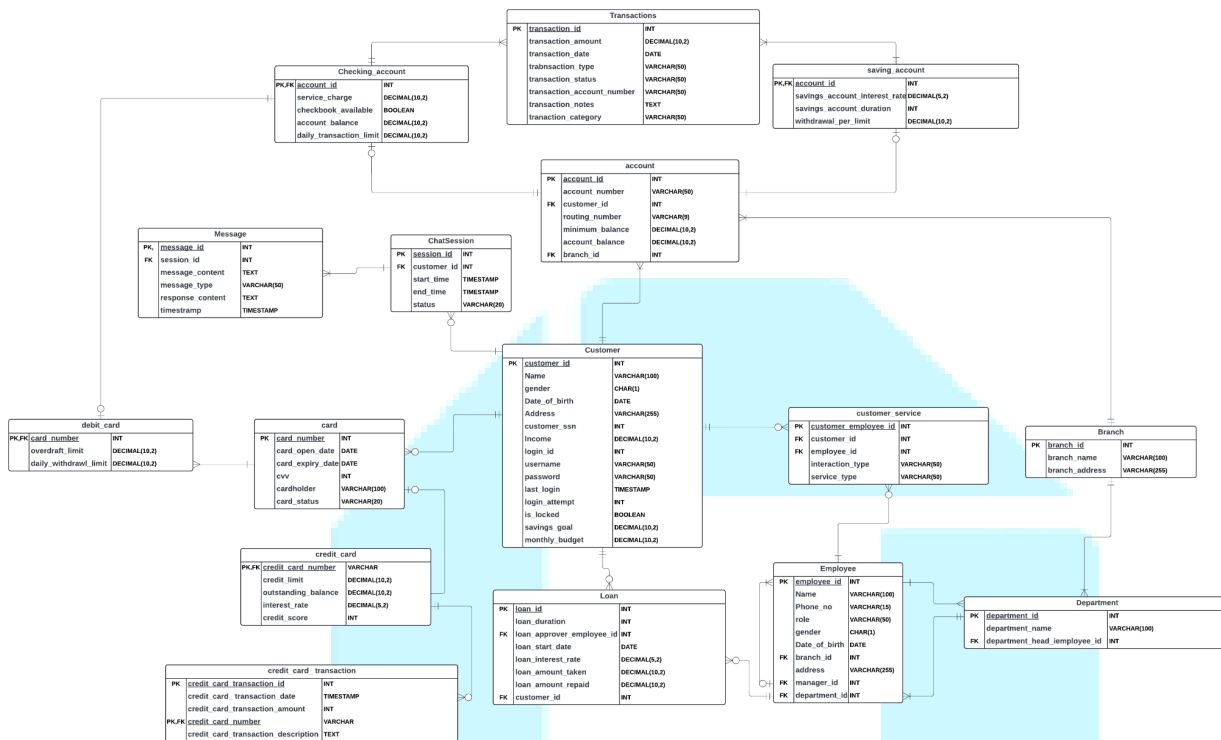 Transactions
PK transaction_id INT
transaction_amount DECIMAL(10,2)
transaction_date DATE
trabnsaction_type VARCHAR(50)
transaction_status VARCHAR(50)
transaction_account_number VARCHAR(50)
transaction_notes TEXT
tranaction_category VARCHAR(50)
Checking_account
PK,FK account_id INT
service_charge DECIMAL(10,2)
checkbook_available BOOLEAN
account_balance DECIMAL(10,2)
daily_transaction_limit DECIMAL(10,2)
saving_account
PK,FK account_id INT
savings_account_interest_rate DECIMAL(5,2)
savings_account_duration INT
withdrawal_per_limit DECIMAL(10,2)
account
PK account_id INT
account_number VARCHAR(50)
FK customer_id INT
routing_number VARCHAR(9)
minimum_balance DECIMAL(10,2)
account_balance DECIMAL(10,2)
FK branch_id INT
Message
PK, message_id INT
FK session_id INT
message_content TEXT
message_type VARCHAR(50)
response_content TEXT
timestramp TIMESTAMP
ChatSession
PK session_id INT
FK customer_id INT
start_time TIMESTAMP
end_time TIMESTAMP
status VARCHAR(20)
Customer
PK customer_id INT
Name VARCHAR(100)
gender CHAR(1)
Date_of_birth DATE
Address VARCHAR(255)
customer_ssn INT
Income DECIMAL(10,2)
login_id INT
username VARCHAR(50)
password VARCHAR(50)
last_login TIMESTAMP
login_attempt INT
is_locked BOOLEAN
savings_goal DECIMAL(10,2)
monthly_budget DECIMAL(10,2)
debit_card
PK,FK card_number INT
overdraft_limit DECIMAL(10,2)
daily_withdrawl_limit DECIMAL(10,2)
card
PK card_number INT
card_open_date DATE
card_expiry_date DATE
cvv INT
cardholder VARCHAR(100)
card_status VARCHAR(20)
customer_service
PK customer_employee_id INT
FK customer_id INT
FK employee_id INT
interaction_type VARCHAR(50)
service_type VARCHAR(50)
Branch
PK branch_id INT
branch_name VARCHAR(100)
branch_address VARCHAR(255)
credit_card
PK,FK credit_card_number VARCHAR
credit_limit DECIMAL(10,2)
outstanding_balance DECIMAL(10,2)
interest_rate DECIMAL(5,2)
credit_score INT
Loan
PK loan_id INT
loan_duration INT
FK loan_approver_employee_id INT
loan_start_date DATE
loan_interest_rate DECIMAL(5,2)
loan_amount_taken DECIMAL(10,2)
loan_amount_repaid DECIMAL(10,2)
FK customer_id INT
Employee
PK employee_id INT
Name VARCHAR(100)
Phone_no VARCHAR(15)
role VARCHAR(50)
gender CHAR(1)
Date_of_birth DATE
FK branch_id INT
address VARCHAR(255)
FK manager_id INT
FK department_id INT
Department
PK department_id INT
department_name VARCHAR(100)
FK department_head_iemployee_id INT
credit_card_transaction
PK credit_card_transaction_id INT
credit_card_transaction_date TIMESTAMP
credit_card_transaction_amount INT
PK,FK credit_card_number VARCHAR
credit_card_transaction_description TEXT